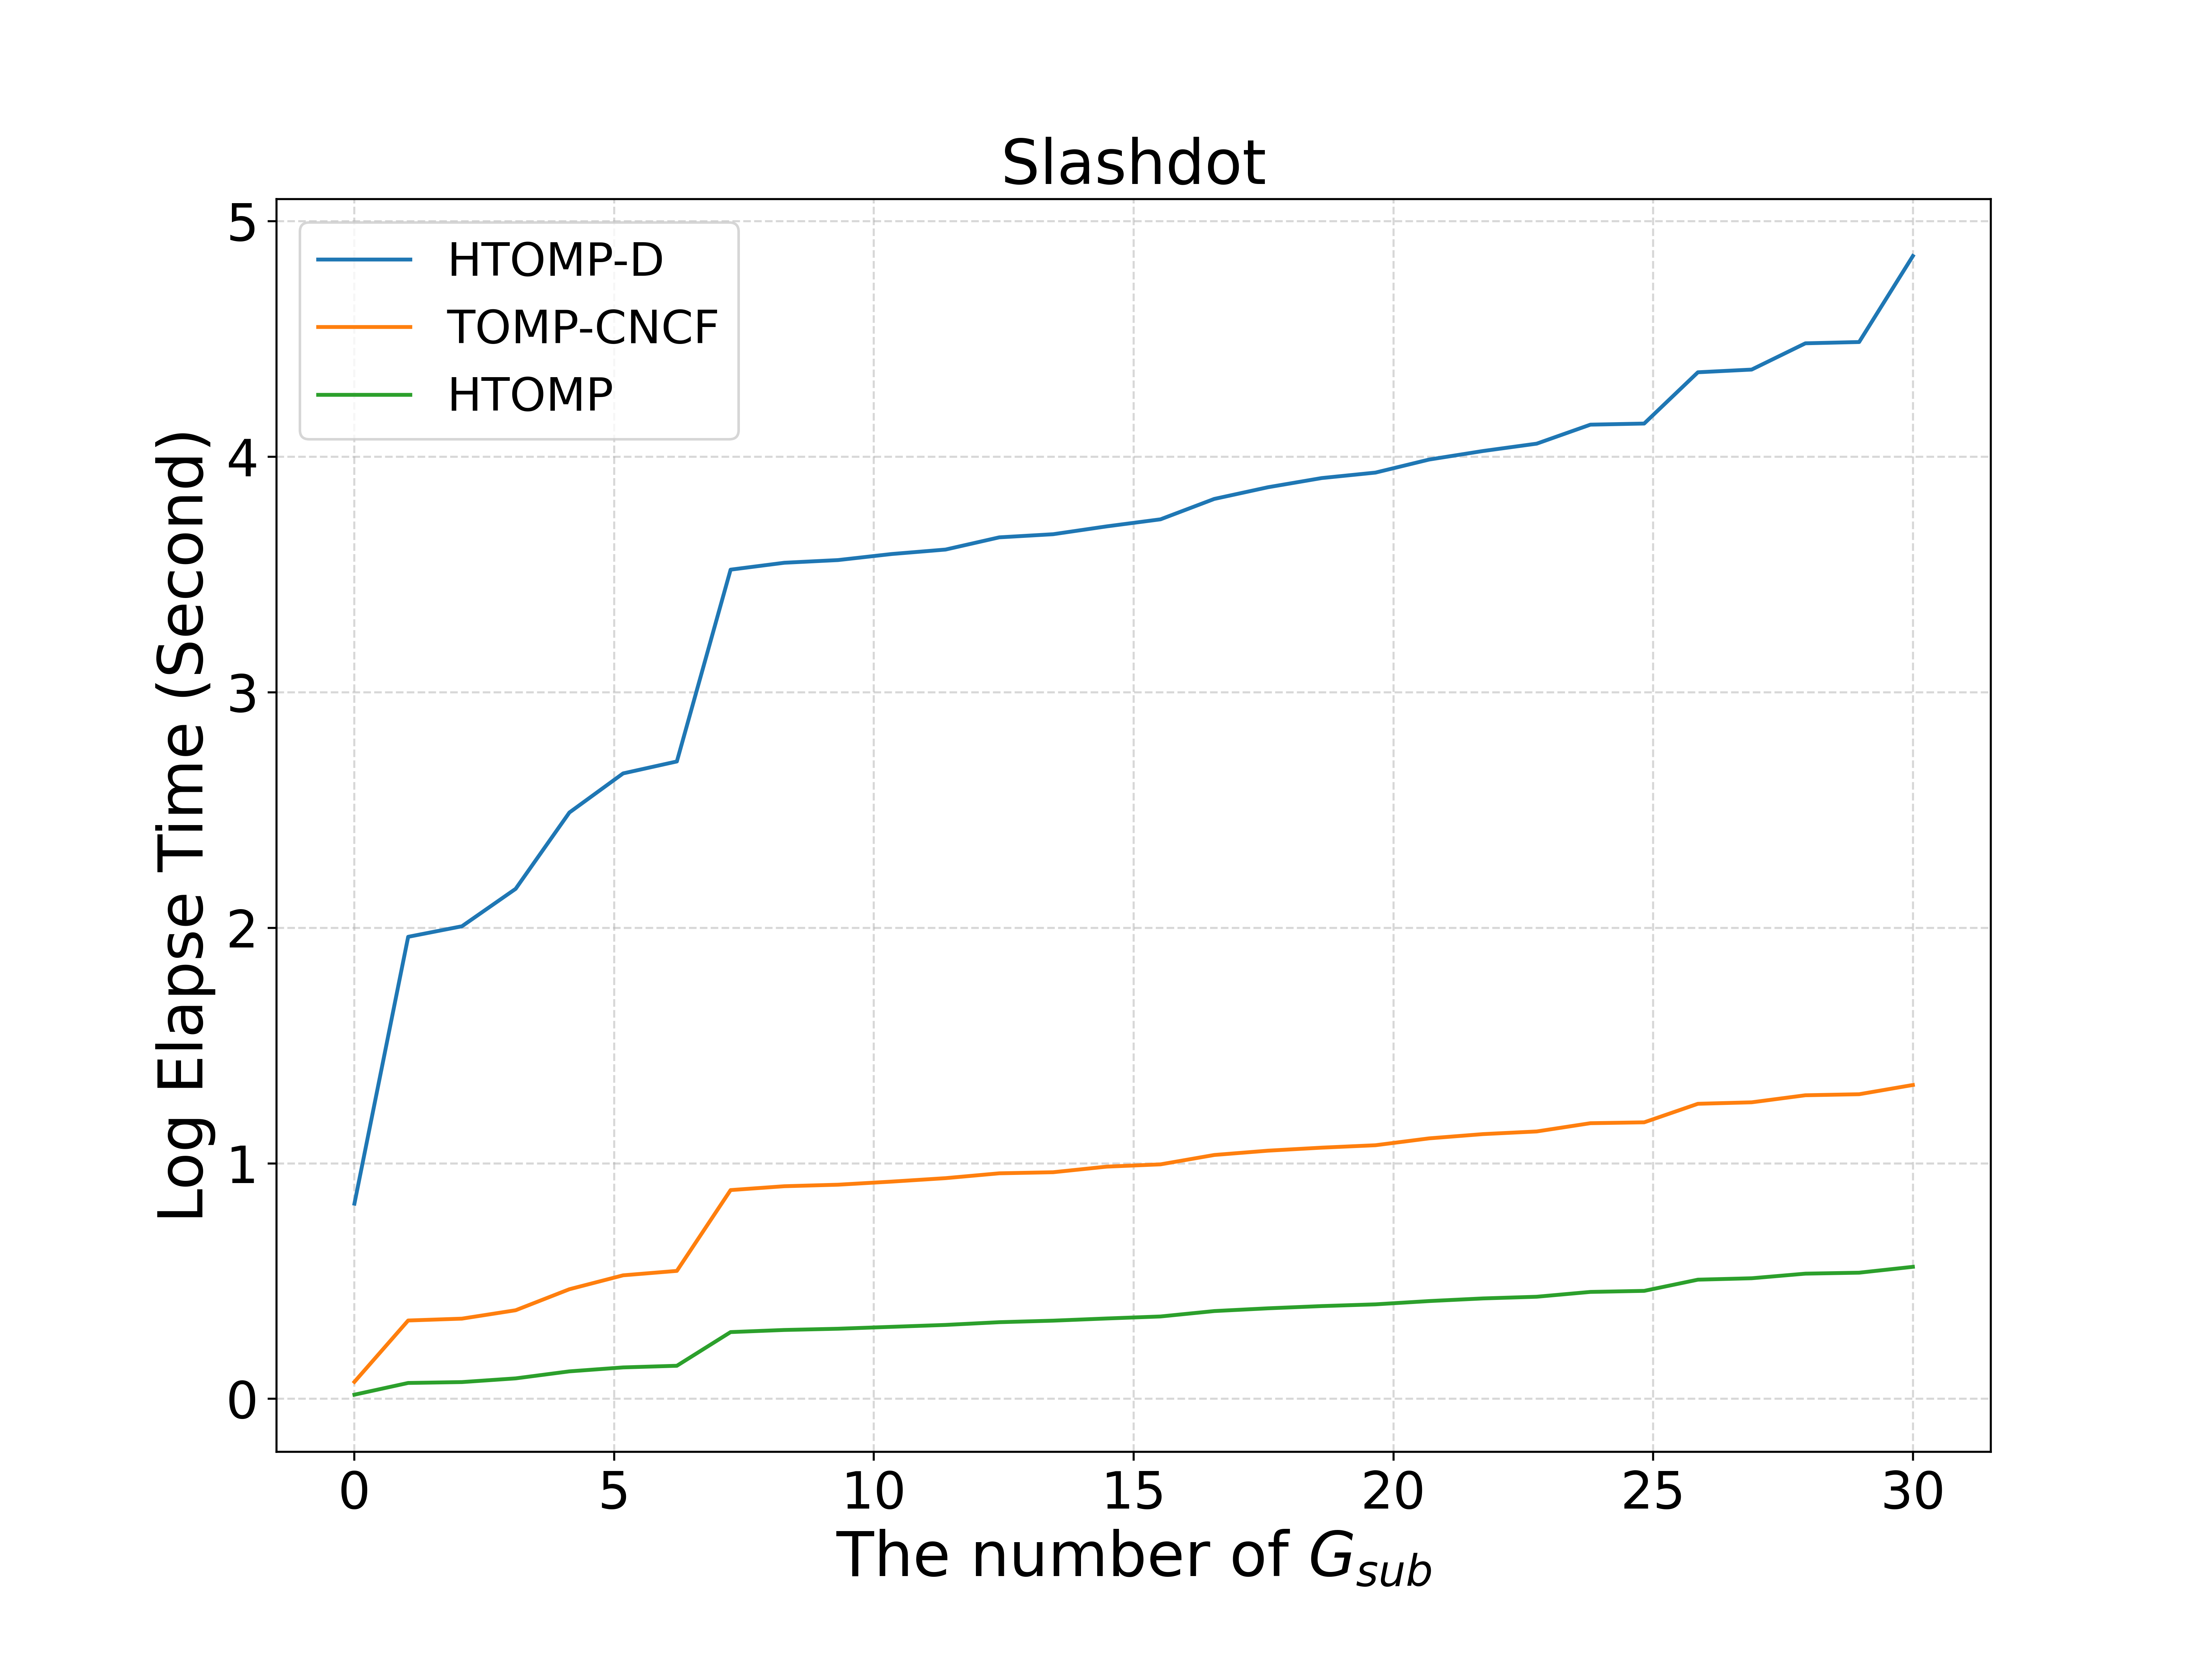 Slashdot
HTOMP-D
TOMP-CNCF
HTOMP
Log Elapse Time (Second)
5
4
3
2
1
0
0 5 10 15 20 25 30
The number of G_sub